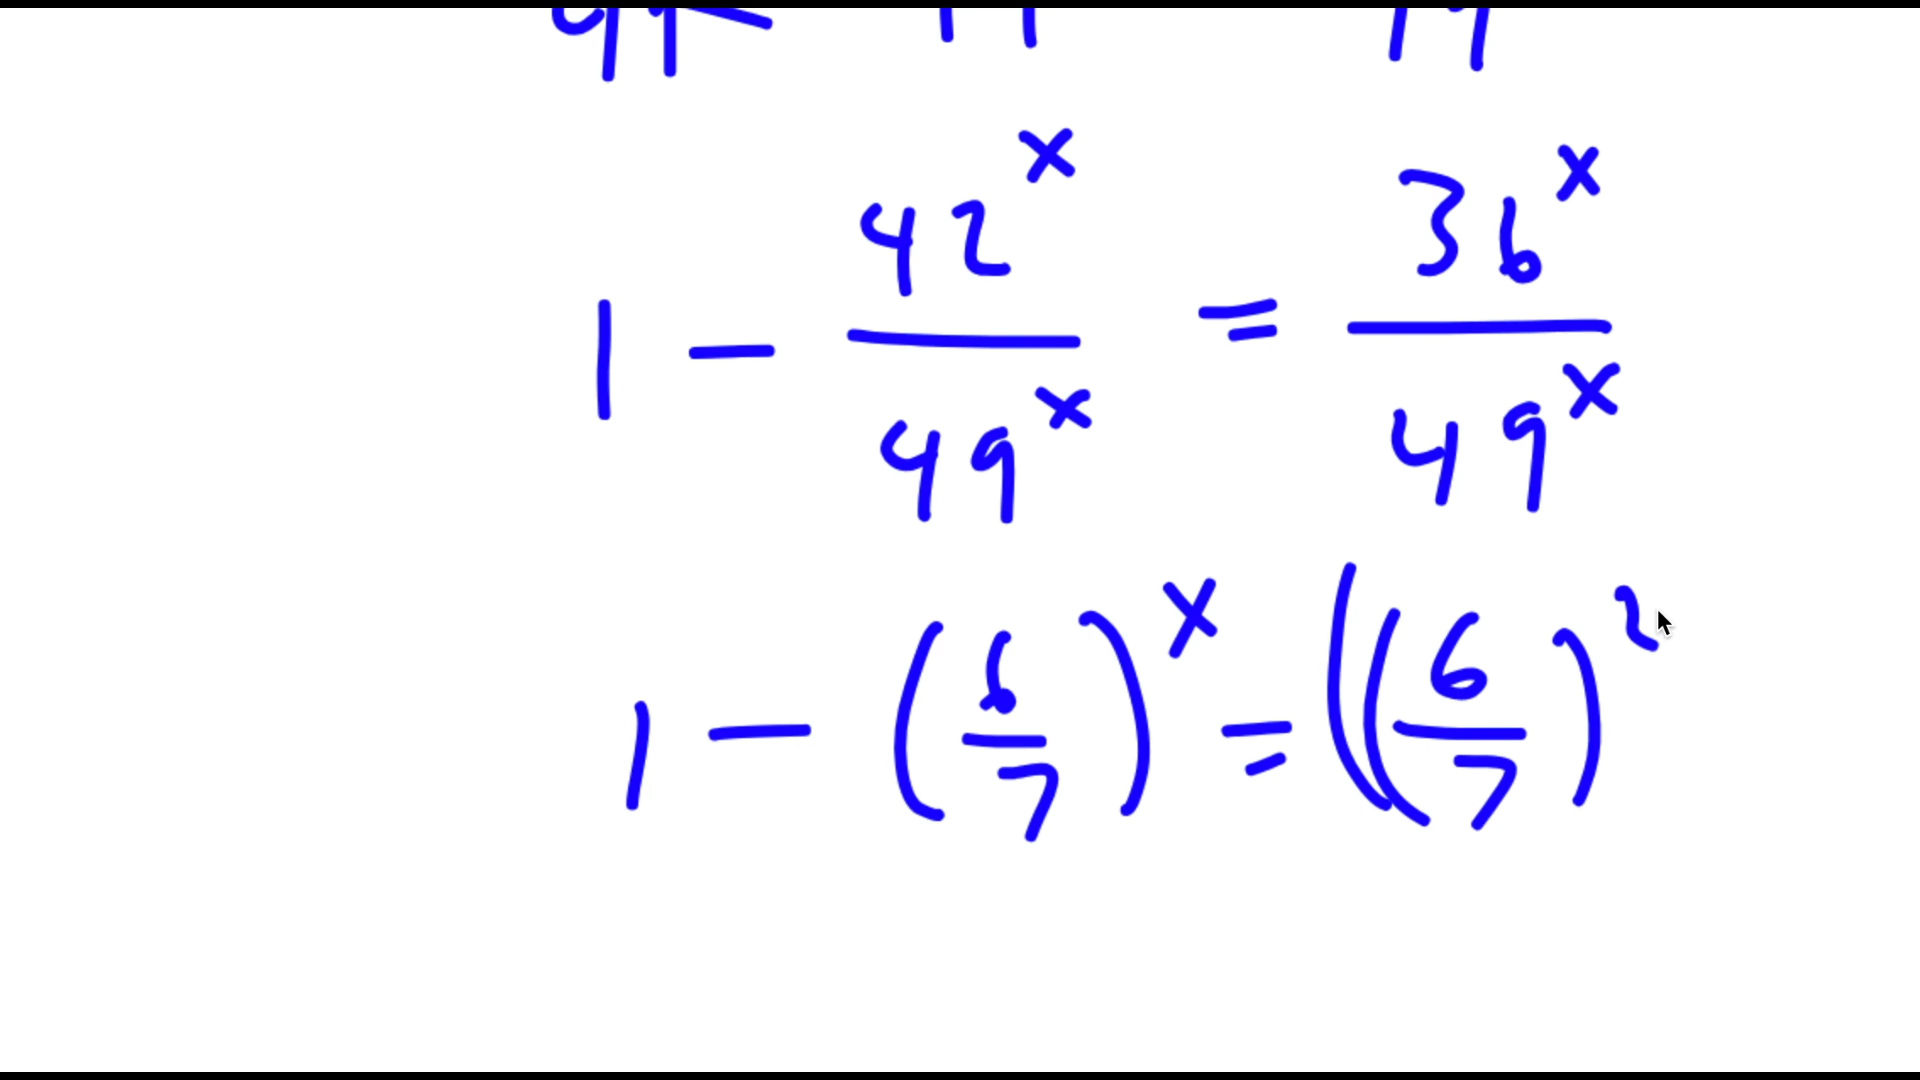 1 - 42^x / 49^x = 36^x / 49^x
1 - (6/7)^x = ((6/7)^2